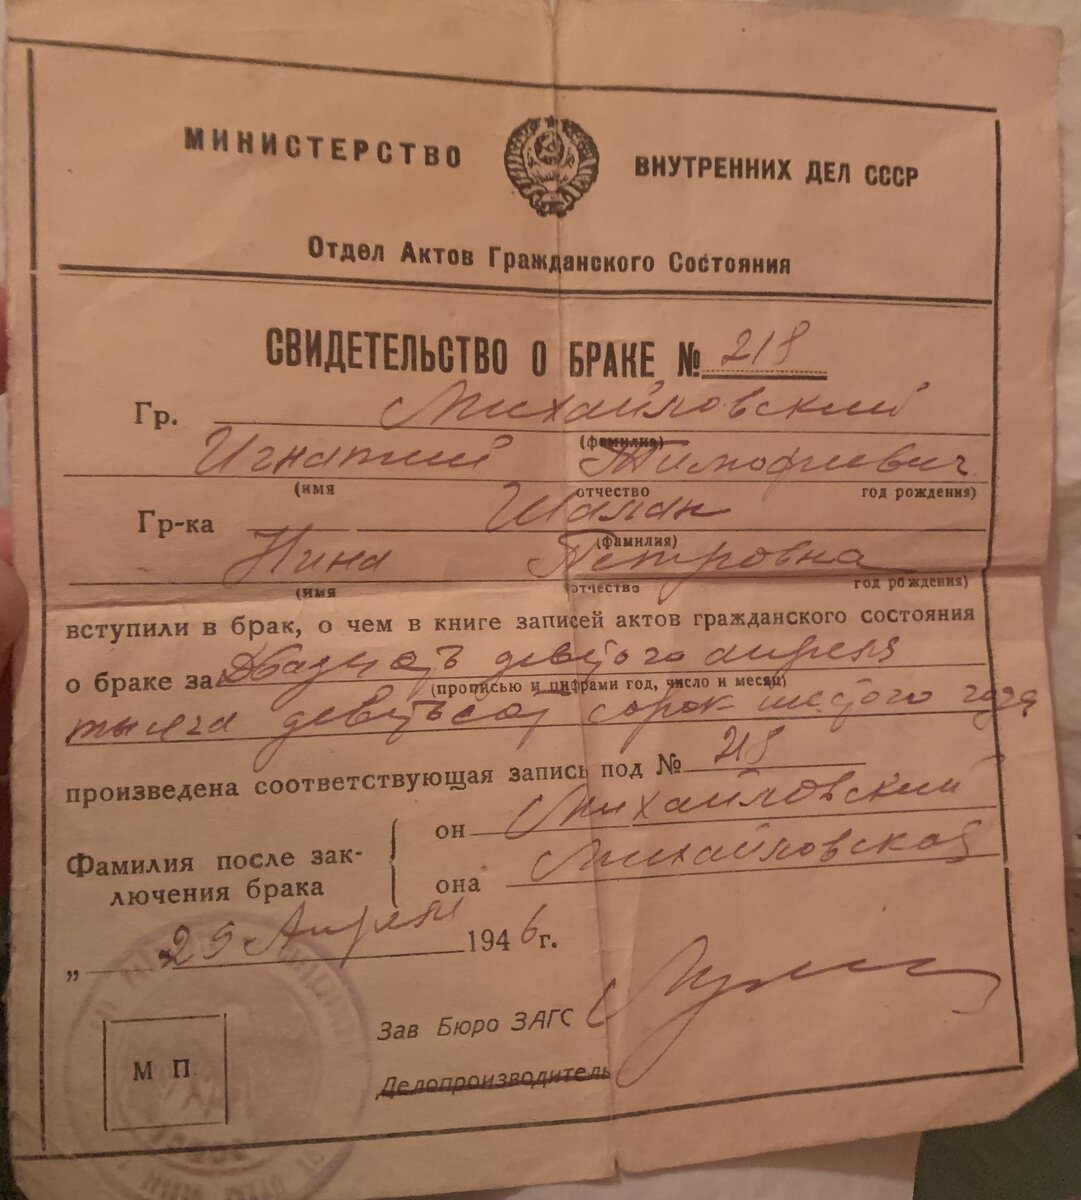 МИНИСТЕРСТВО ВНУТРЕННИХ ДЕЛ СССР
Отдел Актов Гражданского Состояния
СВИДЕТЕЛЬСТВО О БРАКЕ № 218
Гр. Михайловский
(фамилия)
Игнатий Тимофиевич
(имя отчество год рождения)
Гр-ка Шаман
(фамилия)
Нина Петровна
(имя отчество год рождения)
вступили в брак, о чем в книге записей актов гражданского состояния
о браке за Двадцать девятого апреля
(прописью и цифрами год, число и месяц)
тысяча девятьсот сорок шестого года
произведена соответствующая запись под № 218
Фамилия после заключения брака
он Михайловский
она Михайловская
„ 29 Апреля 1946 г.
Зав Бюро ЗАГС
М П
Делопроизводитель